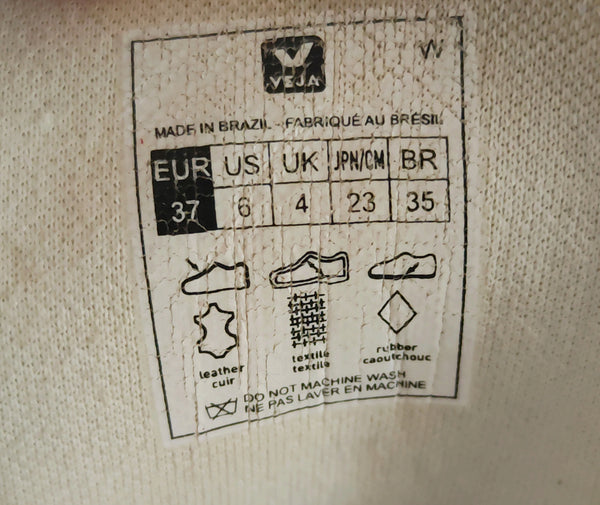 W
VEJA
MADE IN BRAZIL - FABRIQUÉ AU BRÉSIL
EUR US UK JPN/CM BR
37 6 4 23 35
leather textile rubber
cuir textile caoutchouc
DO NOT MACHINE WASH
NE PAS LAVER EN MACHINE